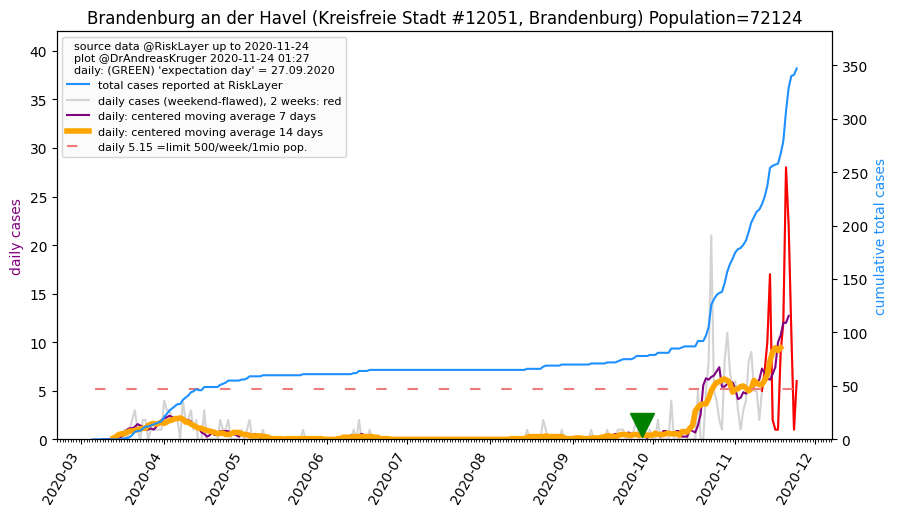 Brandenburg an der Havel (Kreisfreie Stadt #12051, Brandenburg) Population=72124
source data @RiskLayer up to 2020-11-24
plot @DrAndreasKruger 2020-11-24 01:27
daily: (GREEN) 'expectation day' = 27.09.2020
total cases reported at RiskLayer
daily cases (weekend-flawed), 2 weeks: red
daily: centered moving average 7 days
daily: centered moving average 14 days
daily 5.15 =limit 500/week/1mio pop.
daily cases
40
35
30
25
20
15
10
5
0
cumulative total cases
350
300
250
200
150
100
50
0
2020-03
2020-04
2020-05
2020-06
2020-07
2020-08
2020-09
2020-10
2020-11
2020-12